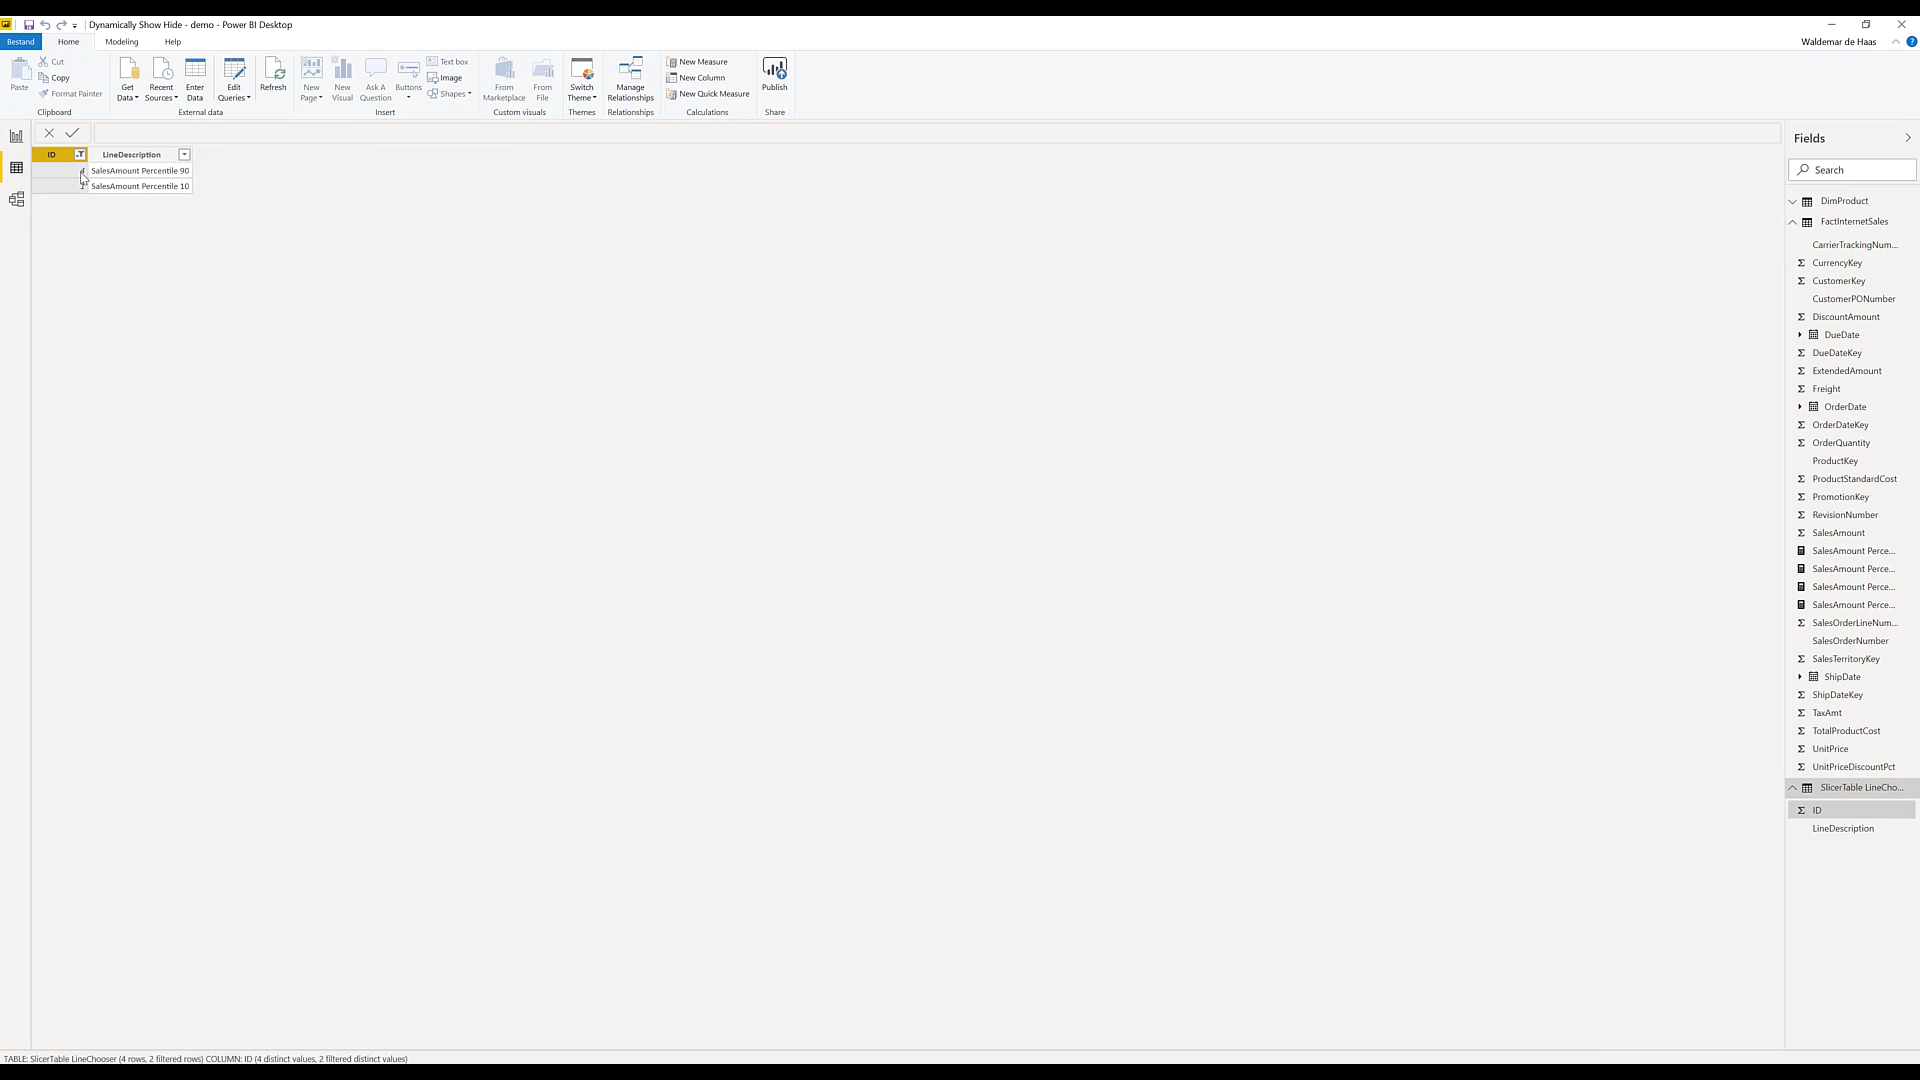 Dynamically Show Hide - demo - Power BI Desktop
Bestand Home Modeling Help Waldemar de Haas
Paste
Cut
Copy
Format Painter
Clipboard
Get Data
Recent Sources
Enter Data
Edit Queries
Refresh
External data
New Page
New Visual
Ask A Question
Buttons
Text box
Image
Shapes
Insert
From Marketplace
From File
Custom visuals
Switch Theme
Themes
Manage Relationships
Relationships
New Measure
New Column
New Quick Measure
Calculations
Publish
Share
ID LineDescription
SalesAmount Percentile 90
SalesAmount Percentile 10
Fields
Search
DimProduct
FactInternetSales
CarrierTrackingNum...
CurrencyKey
CustomerKey
CustomerPONumber
DiscountAmount
DueDate
DueDateKey
ExtendedAmount
Freight
OrderDate
OrderDateKey
OrderQuantity
ProductKey
ProductStandardCost
PromotionKey
RevisionNumber
SalesAmount
SalesAmount Perce...
SalesAmount Perce...
SalesAmount Perce...
SalesAmount Perce...
SalesOrderLineNum...
SalesOrderNumber
SalesTerritoryKey
ShipDate
ShipDateKey
TaxAmt
TotalProductCost
UnitPrice
UnitPriceDiscountPct
SlicerTable LineCho...
ID
LineDescription
TABLE: SlicerTable LineChooser (4 rows, 2 filtered rows) COLUMN: ID (4 distinct values, 2 filtered distinct values)